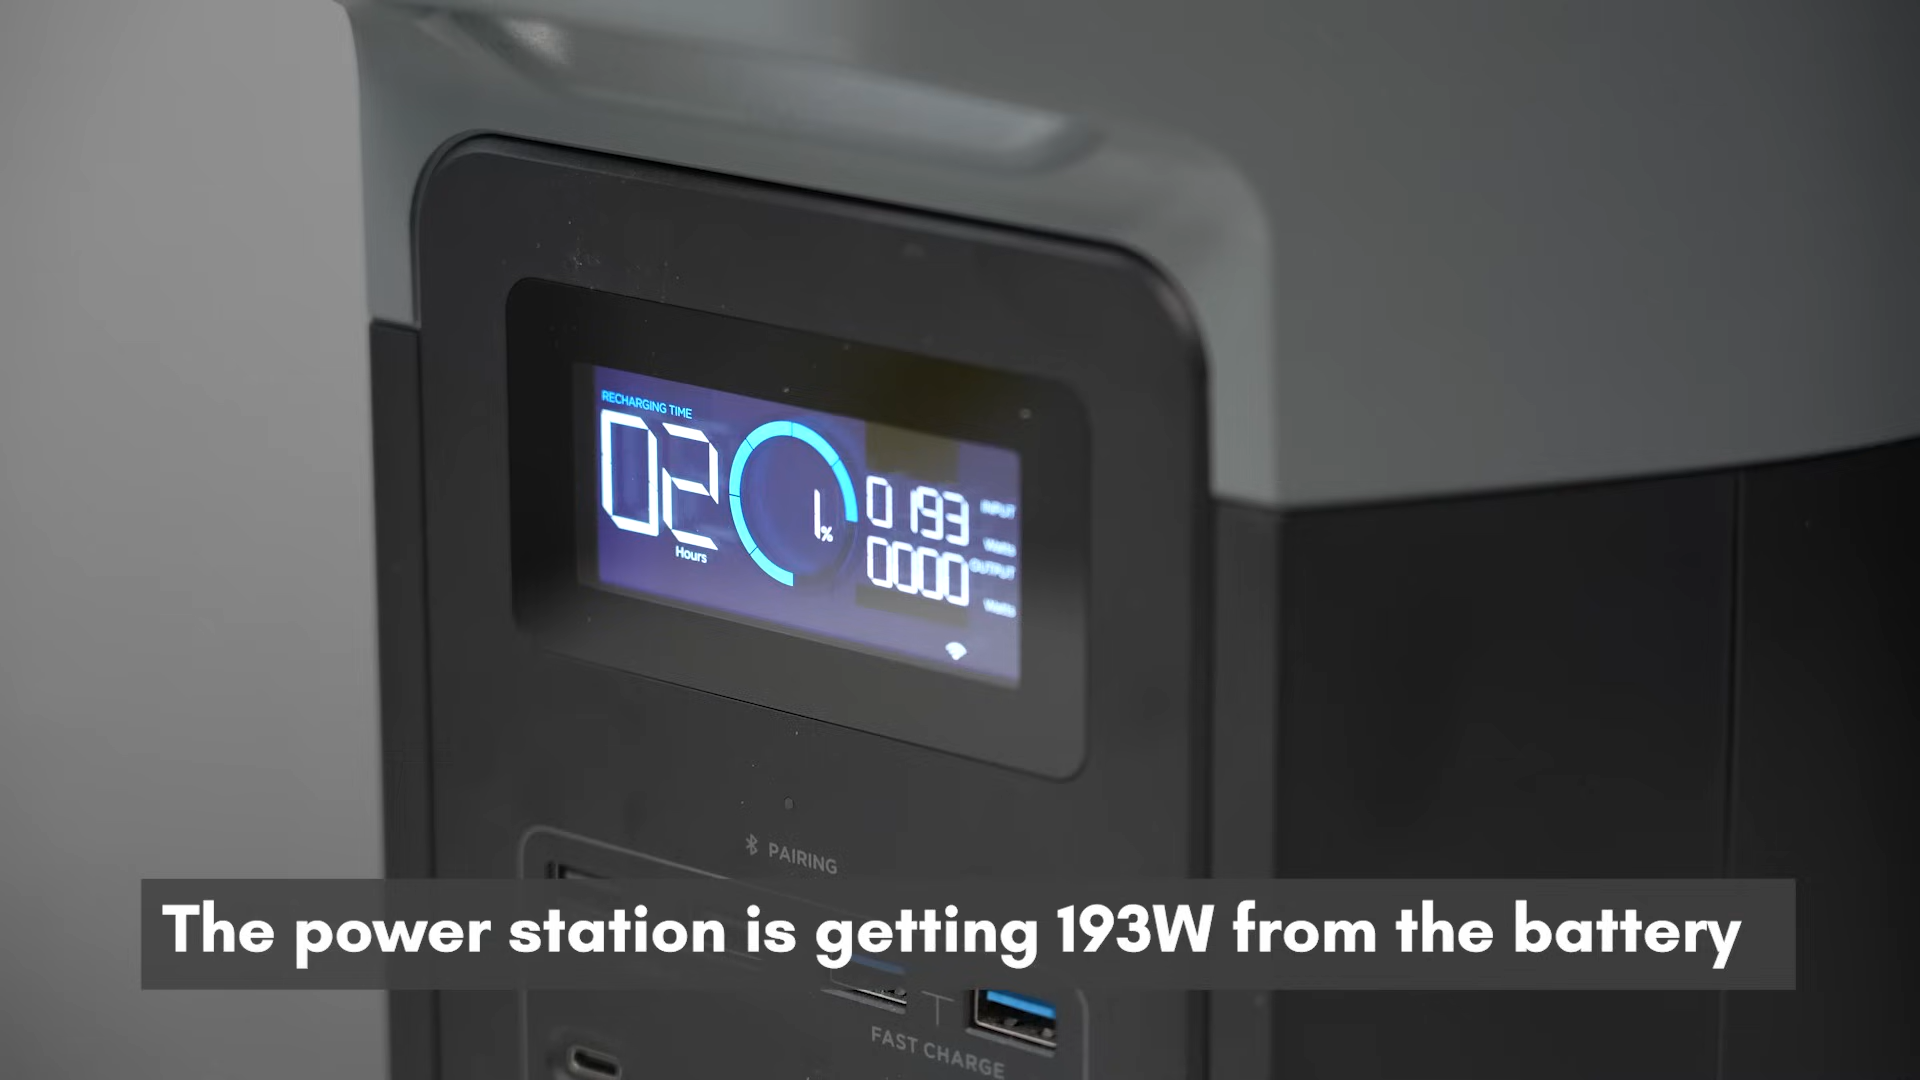 RECHARGING TIME
02
Hours
1%
0193
INPUT
Watts
0000
OUTPUT
Watts
PAIRING
FAST CHARGE
The power station is getting 193W from the battery